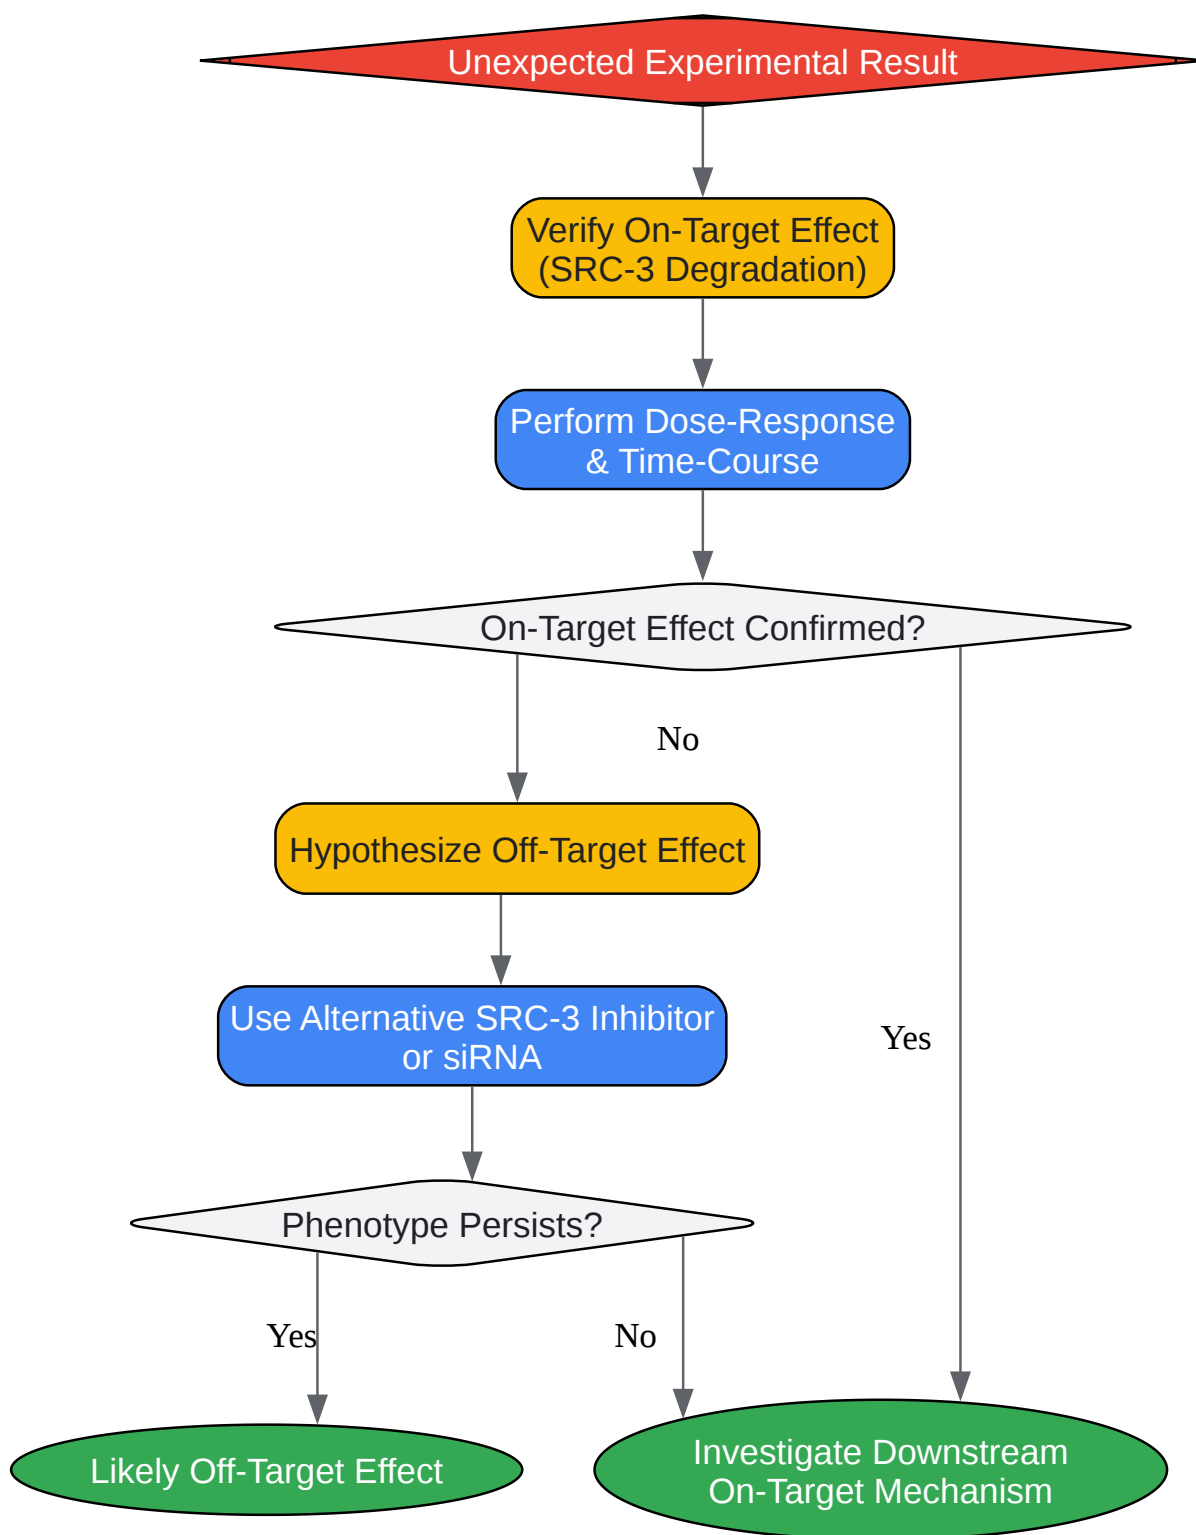 Unexpected Experimental Result
Verify On-Target Effect
(SRC-3 Degradation)
Perform Dose-Response
& Time-Course
On-Target Effect Confirmed?
No
Hypothesize Off-Target Effect
Use Alternative SRC-3 Inhibitor
or siRNA
Yes
Phenotype Persists?
Yes
No
Likely Off-Target Effect
Investigate Downstream
On-Target Mechanism